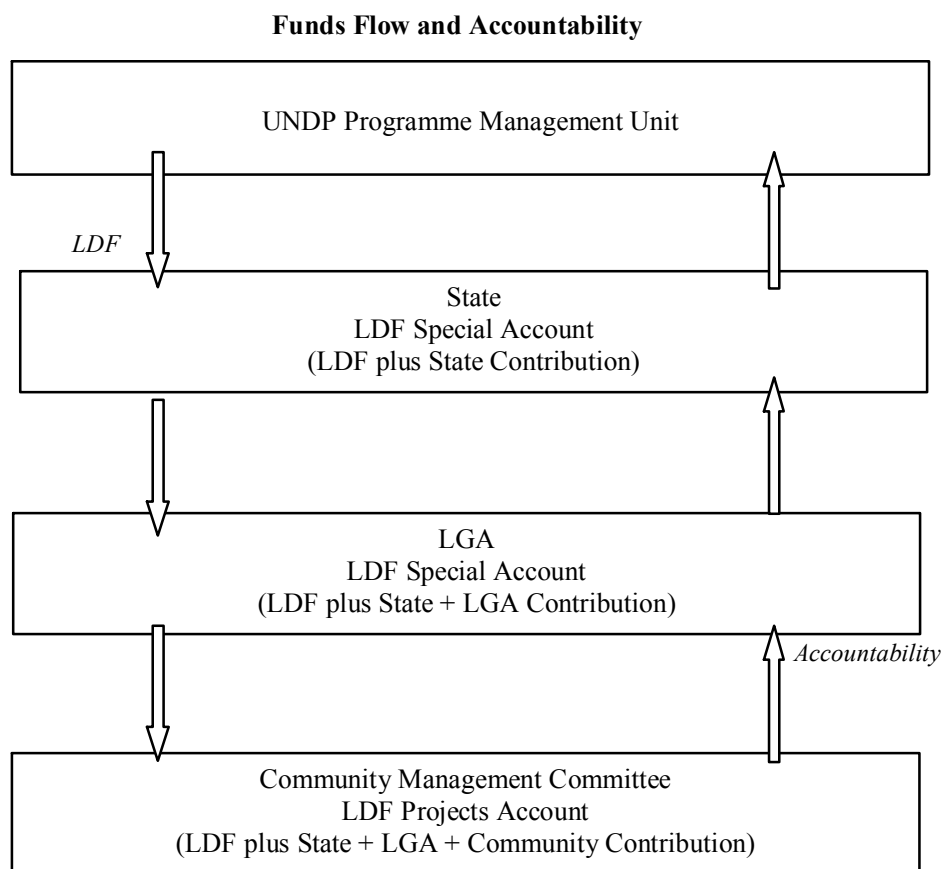 Funds Flow and Accountability
UNDP Programme Management Unit
LDF
State
LDF Special Account
(LDF plus State Contribution)
LGA
LDF Special Account
(LDF plus State + LGA Contribution)
Accountability
Community Management Committee
LDF Projects Account
(LDF plus State + LGA + Community Contribution)